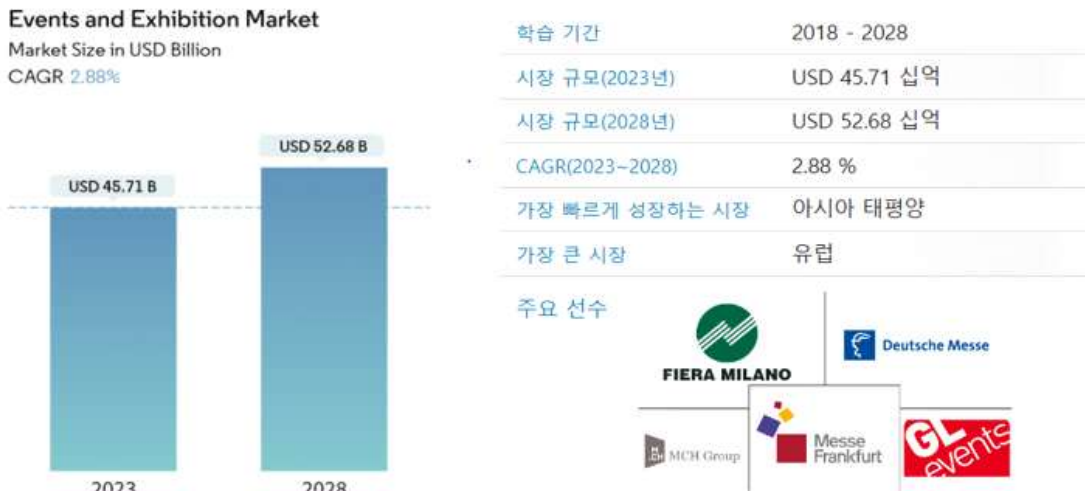 Events and Exhibition Market
Market Size in USD Billion
CAGR 2.88%
USD 45.71 B
USD 52.68 B
2023
2028
학습 기간 2018 - 2028
시장 규모(2023년) USD 45.71 십억
시장 규모(2028년) USD 52.68 십억
CAGR(2023~2028) 2.88 %
가장 빠르게 성장하는 시장 아시아 태평양
가장 큰 시장 유럽
주요 선수
FIERA MILANO
Deutsche Messe
MCH Group
Messe
Frankfurt
GL
events